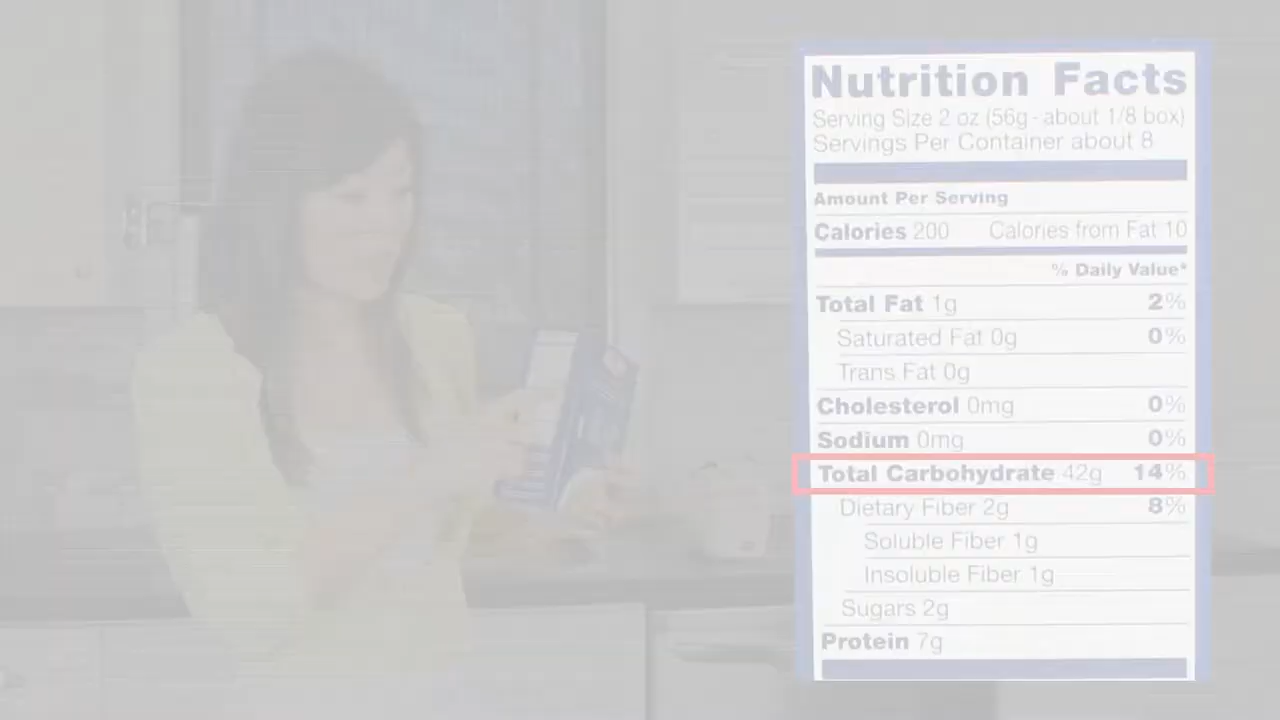 Nutrition Facts
Serving Size 2 oz (56g - about 1/8 box)
Servings Per Container about 8
Amount Per Serving
Calories 200 Calories from Fat 10
% Daily Value*
Total Fat 1g 2%
Saturated Fat 0g 0%
Trans Fat 0g
Cholesterol 0mg 0%
Sodium 0mg 0%
Total Carbohydrate 42g 14%
Dietary Fiber 2g 8%
Soluble Fiber 1g
Insoluble Fiber 1g
Sugars 2g
Protein 7g